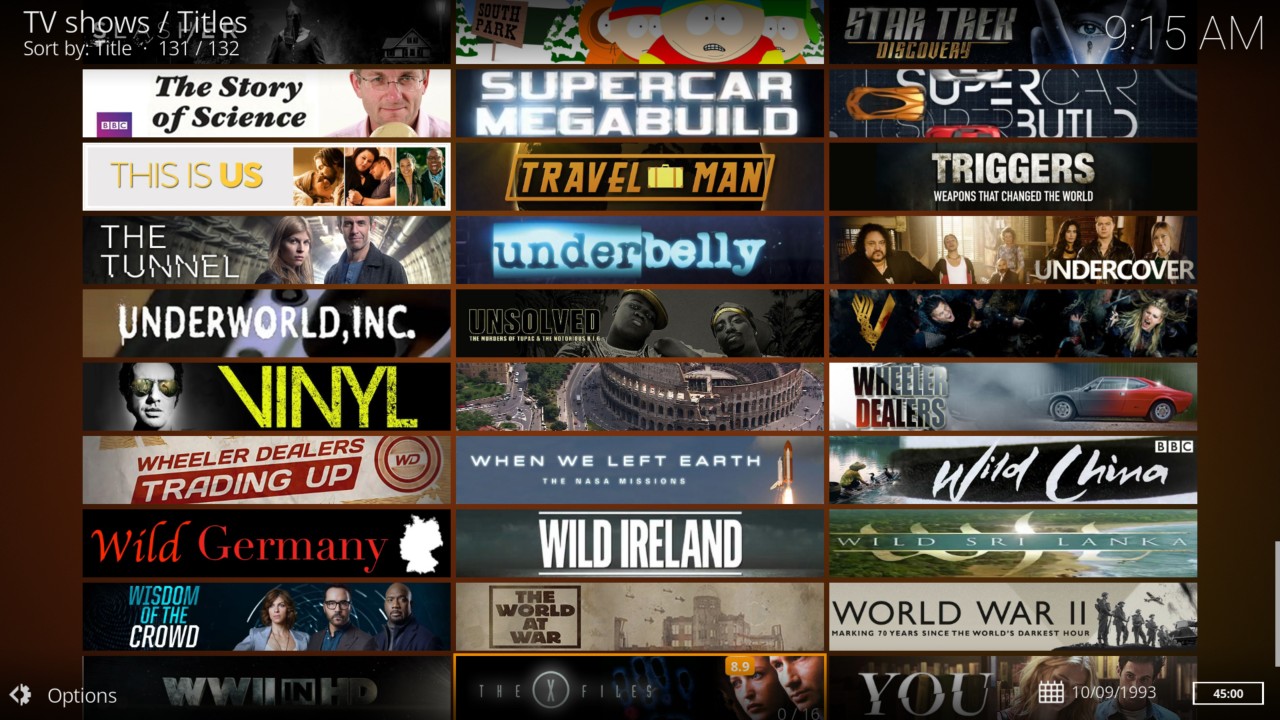 TV shows / Titles
Sort by: Title · 131 / 132
9:15 AM
SLASHER
SOUTH
PARK
STAR TREK
DISCOVERY
The Story
of Science
BBC
SUPERCAR
MEGABUILD
SUPERCAR
SUPERBUILD
THIS IS US
TRAVEL MAN
TRIGGERS
WEAPONS THAT CHANGED THE WORLD
THE
TUNNEL
underbelly
UNDERCOVER
UNDERWORLD,INC.
UNSOLVED
THE MURDERS OF TUPAC & THE NOTORIOUS B.I.G.
VINYL
WHEELER
DEALERS
WHEELER DEALERS
TRADING UP
WD
WHEN WE LEFT EARTH
THE NASA MISSIONS
BBC
Wild China
Wild Germany
WILD IRELAND
WILD SRI LANKA
WISDOM
OF THE
CROWD
THE
WORLD
AT
WAR
WORLD WAR II
MARKING 70 YEARS SINCE THE WORLD'S DARKEST HOUR
WWII IN HD
THE X FILES
8.9
0 / 16
YOU
Options
10/09/1993
45:00